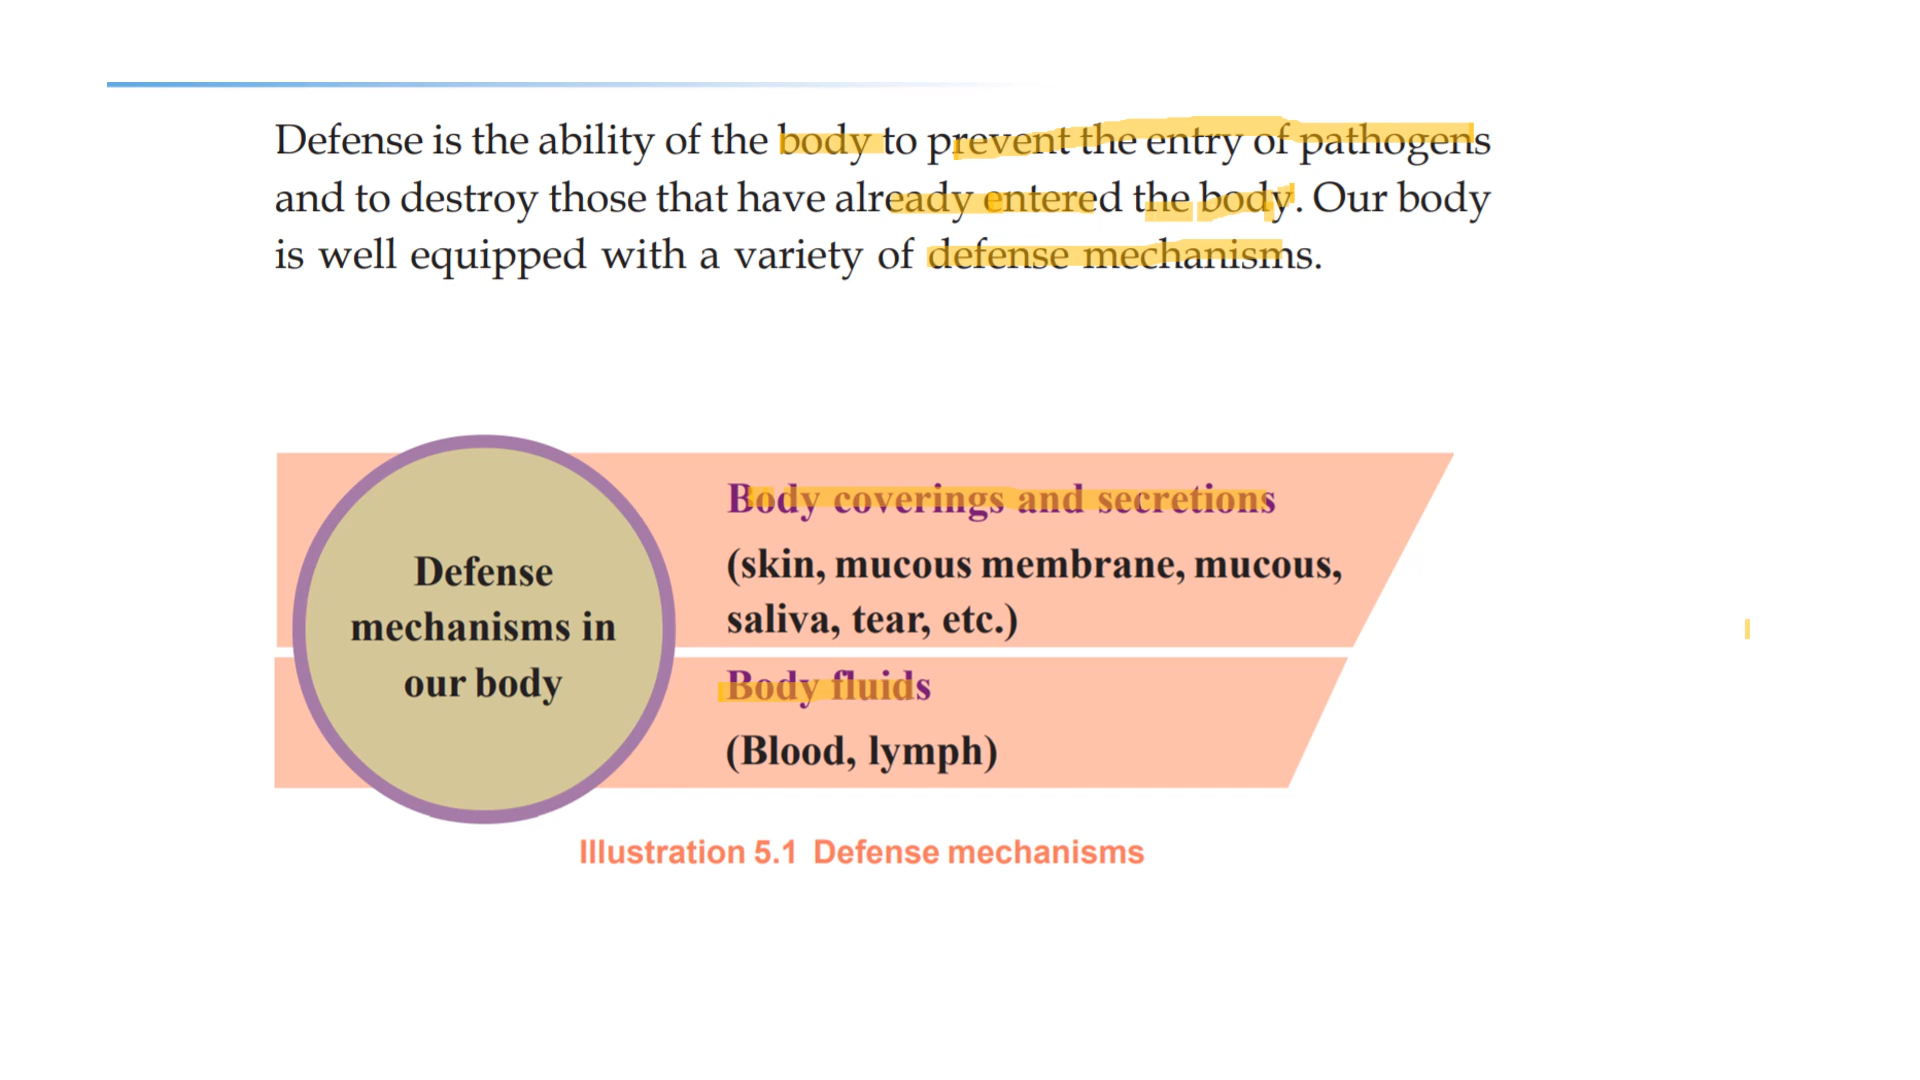 Defense is the ability of the body to prevent the entry of pathogens
and to destroy those that have already entered the body. Our body
is well equipped with a variety of defense mechanisms.
Defense
mechanisms in
our body
Body coverings and secretions
(skin, mucous membrane, mucous,
saliva, tear, etc.)
Body fluids
(Blood, lymph)
Illustration 5.1 Defense mechanisms